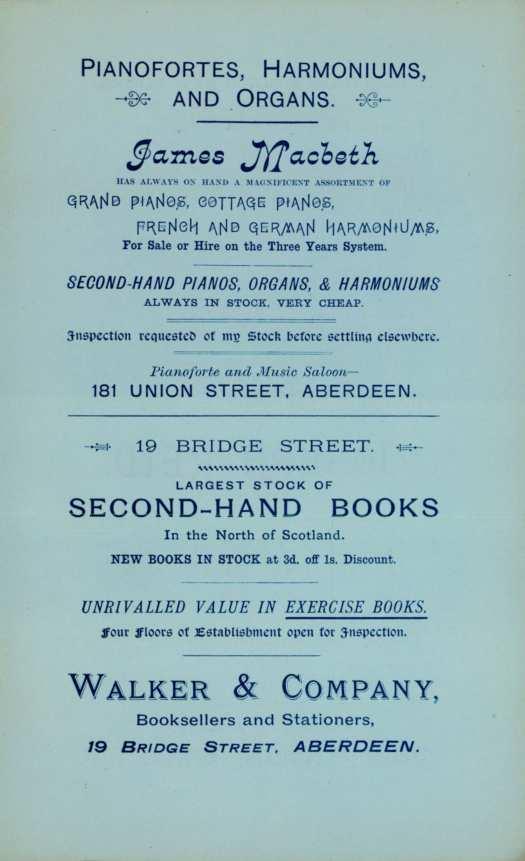 PIANOFORTES, HARMONIUMS,
AND ORGANS.
James Macbeth
HAS ALWAYS ON HAND A MAGNIFICENT ASSORTMENT OF
GRAND PIANOS, COTTAGE PIANOS,
FRENCH AND GERMAN HARMONIUMS,
For Sale or Hire on the Three Years System.
SECOND-HAND PIANOS, ORGANS, & HARMONIUMS
ALWAYS IN STOCK, VERY CHEAP.
Inspection requested of my Stock before settling elsewhere.
Pianoforte and Music Saloon—
181 UNION STREET, ABERDEEN.
19 BRIDGE STREET.
LARGEST STOCK OF
SECOND-HAND BOOKS
In the North of Scotland.
NEW BOOKS IN STOCK at 3d. off 1s. Discount.
UNRIVALLED VALUE IN EXERCISE BOOKS.
Four Floors of Establishment open for Inspection.
WALKER & COMPANY,
Booksellers and Stationers,
19 BRIDGE STREET, ABERDEEN.